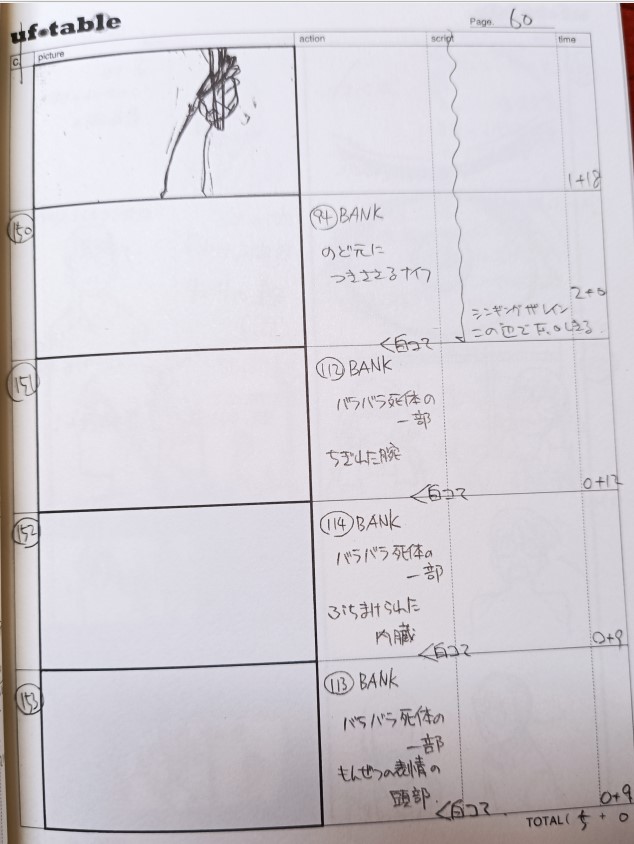 uf・table
Page. 60
c.
picture
action
script
time
1+18
150
94 BANK
のど元に
つきささるナイフ
2+0
シンギングザレイン
この辺で
<白コマ
151
112 BANK
バラバラ死体の
一部
ちぎれた腕
<白コマ
0+12
152
114 BANK
バラバラ死体の
一部
ぶちまけられた
内臓
<白コマ
0+9
153
113 BANK
バラバラ死体の
一部
もんぜつの表情の
頭部
<白コマ
0+9
TOTAL( 5 + 0